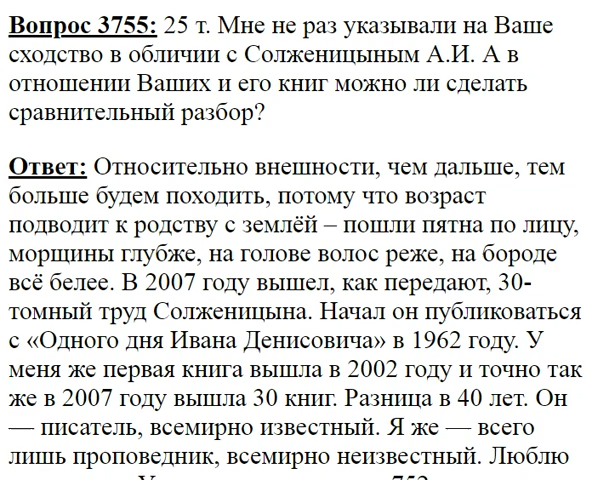 Вопрос 3755: 25 т. Мне не раз указывали на Ваше
сходство в обличии с Солженицыным А.И. А в
отношении Ваших и его книг можно ли сделать
сравнительный разбор?
Ответ: Относительно внешности, чем дальше, тем
больше будем походить, потому что возраст
подводит к родству с землёй – пошли пятна по лицу,
морщины глубже, на голове волос реже, на бороде
всё белее. В 2007 году вышел, как передают, 30-
томный труд Солженицына. Начал он публиковаться
с «Одного дня Ивана Денисовича» в 1962 году. У
меня же первая книга вышла в 2002 году и точно так
же в 2007 году вышла 30 книг. Разница в 40 лет. Он
— писатель, всемирно известный. Я же — всего
лишь проповедник, всемирно неизвестный. Люблю